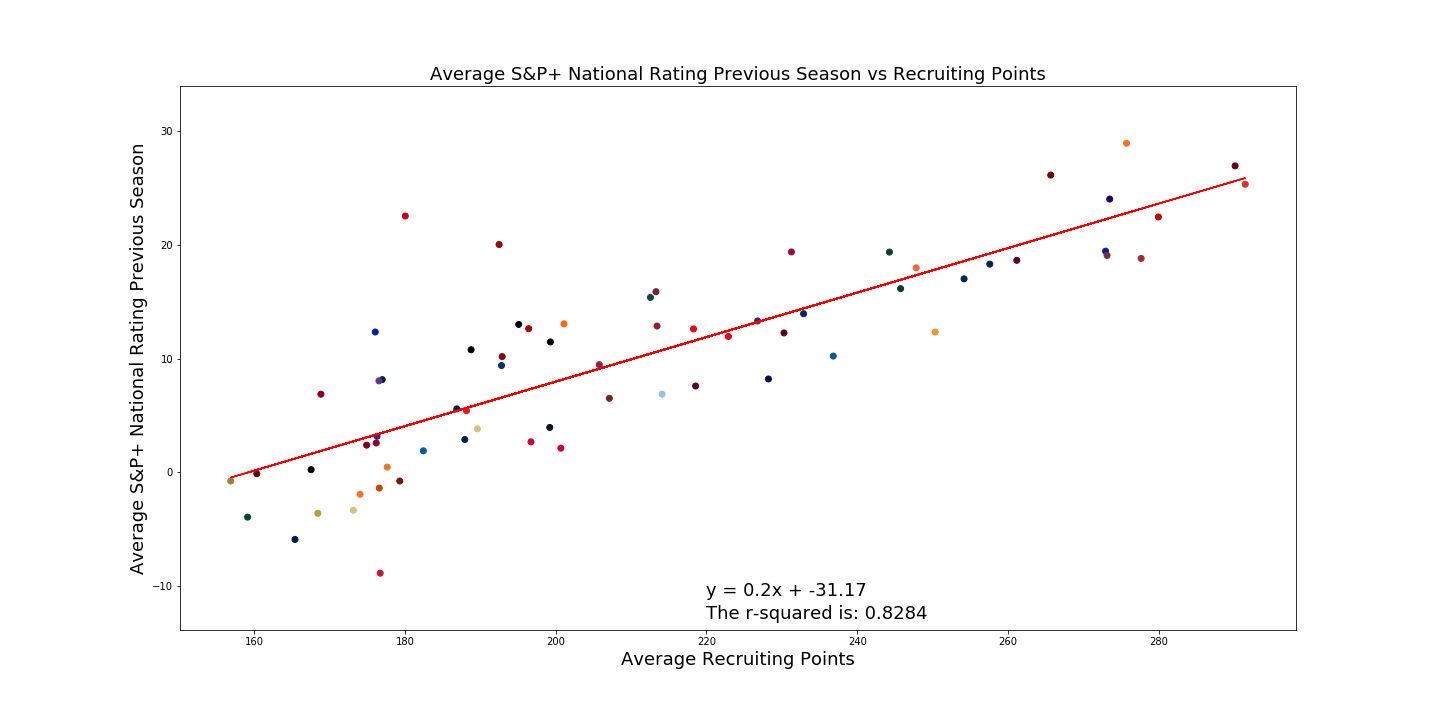 Average S&P+ National Rating Previous Season vs Recruiting Points
Average S&P+ National Rating Previous Season
30
20
10
0
−10
y = 0.2x + -31.17
The r-squared is: 0.8284
160 180 200 220 240 260 280
Average Recruiting Points